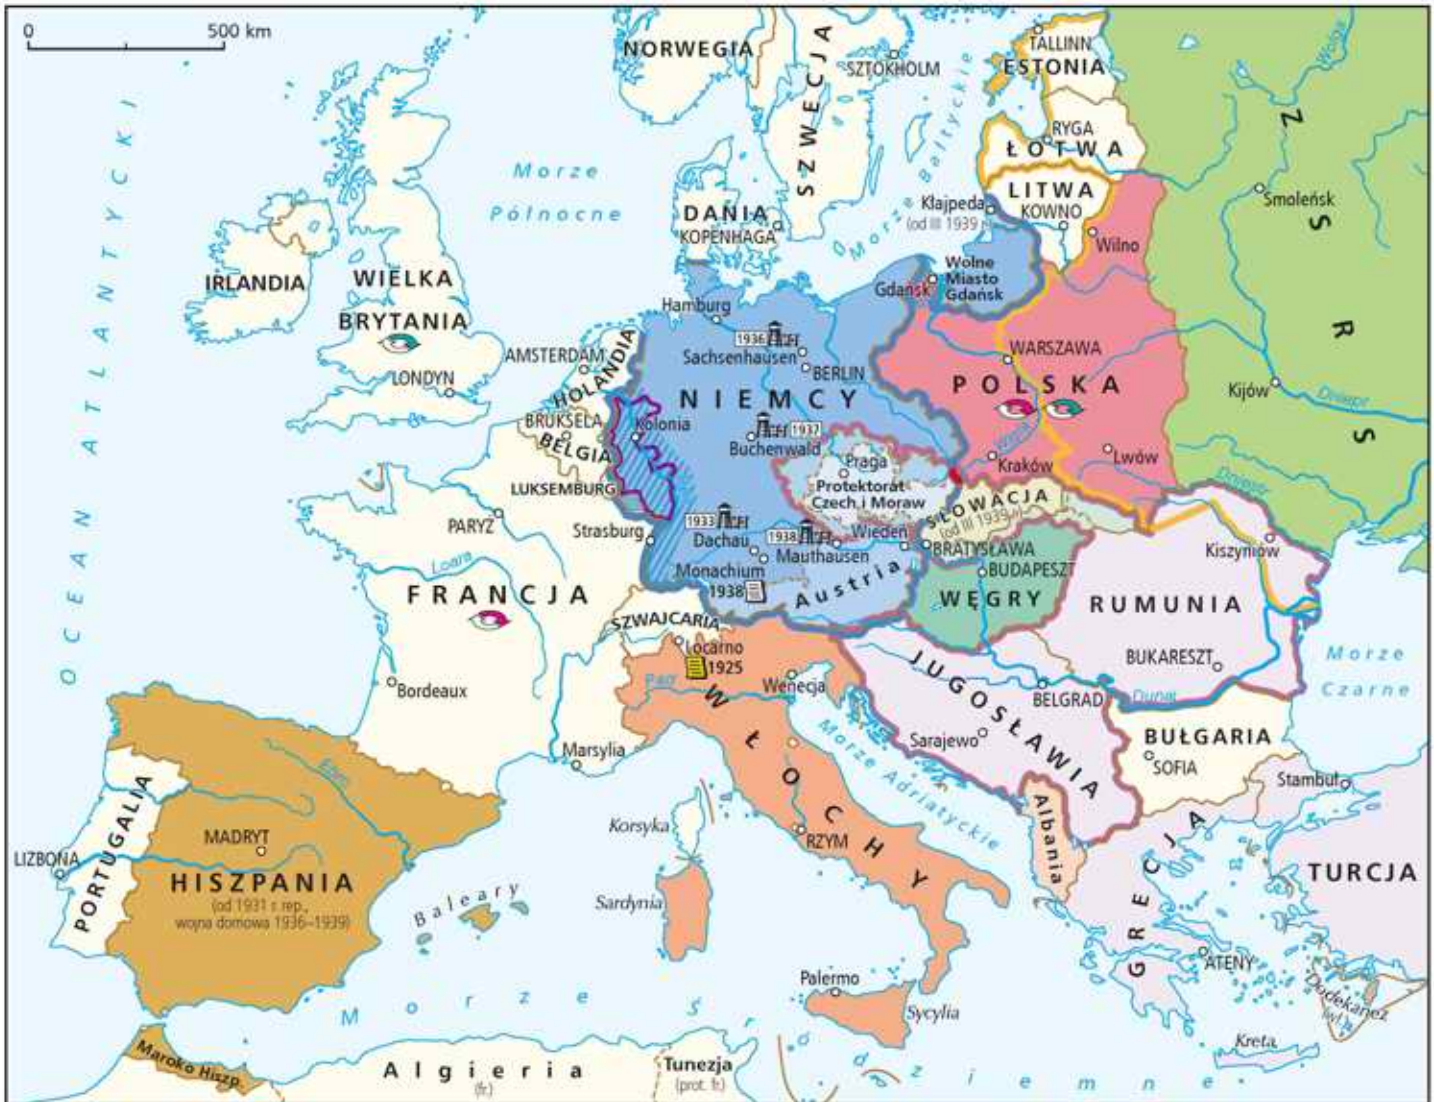 0 500 km
NORWEGIA
SZWECJA
SZTOKHOLM
TALLINN
ESTONIA
Wołga
RYGA
ŁOTWA
ZSRS
Morze
Północne
Morze Bałtyckie
DANIA
KOPENHAGA
Kłajpeda
(od III 1939 r.)
LITWA
KOWNO
Wilno
Smoleńsk
OCEAN ATLANTYCKI
IRLANDIA
WIELKA
BRYTANIA
LONDYN
Wolne
Miasto
Gdańsk
Gdańsk
Hamburg
1936
Sachsenhausen
BERLIN
WARSZAWA
POLSKA
Kijów
Dniepr
AMSTERDAM
HOLANDIA
NIEMCY
BRUKSELA
BELGIA
Kolonia
1937
Buchenwald
Wisła
Kraków
Lwów
Praga
Protektorat
Czech i Moraw
LUKSEMBURG
SŁOWACJA
(od III 1939 r.)
Dniestr
PARYŻ
Strasburg
1933
Dachau
1938
Mauthausen
Wiedeń
BRATYSŁAWA
Kiszyniów
Loara
Monachium
1938
Austria
BUDAPESZT
WĘGRY
FRANCJA
SZWAJCARIA
RUMUNIA
Locarno
1925
Wenecja
Pad
BUKARESZT
Morze
Czarne
Bordeaux
JUGOSŁAWIA
BELGRAD
Dunaj
WŁOCHY
Sarajewo
Morze Adriatyckie
BUŁGARIA
SOFIA
Marsylia
Ebro
Stambuł
PORTUGALIA
Korsyka
Albania
MADRYT
RZYM
LIZBONA
HISZPANIA
(od 1931 r. rep.,
wojna domowa 1936–1939)
Baleary
Sardynia
GRECJA
TURCJA
ATENY
Palermo
Sycylia
Dodekanez
(wł.)
Morze Śródziemne
Kreta
Maroko Hiszp.
Algieria
(fr.)
Tunezja
(prot. fr.)